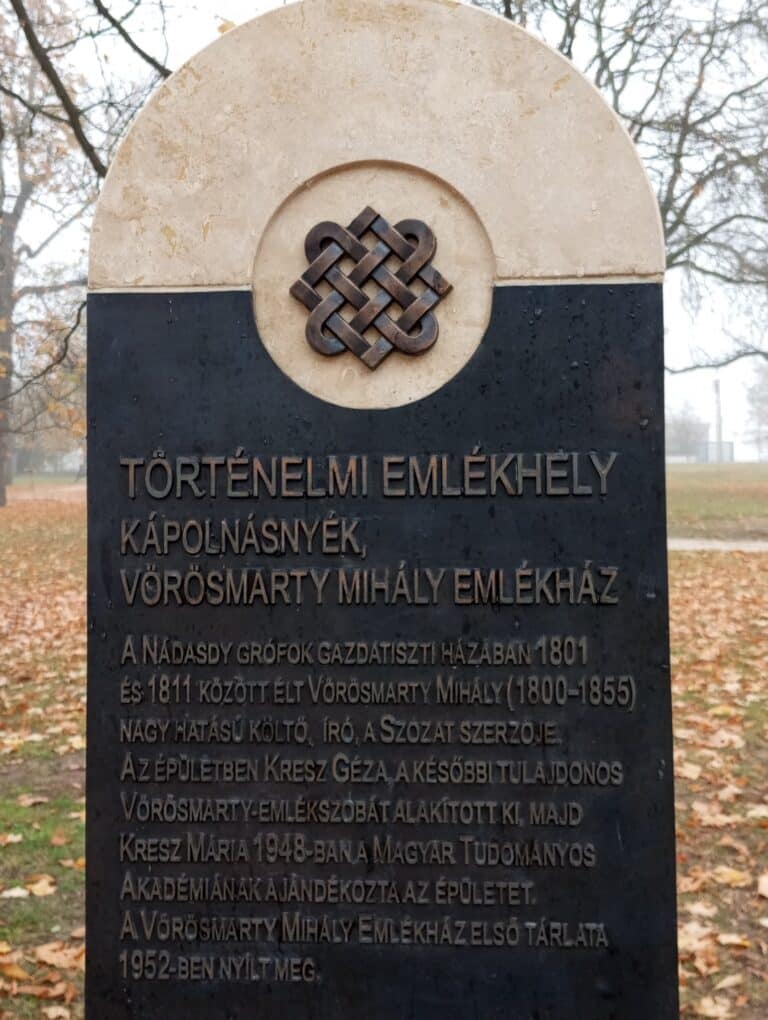 TÖRTÉNELMI EMLÉKHELY
KÁPOLNÁSNYÉK,
VÖRÖSMARTY MIHÁLY EMLÉKHÁZ
A NÁDASDY GRÓFOK GAZDATISZTI HÁZÁBAN 1801
ÉS 1811 KÖZÖTT ÉLT VÖRÖSMARTY MIHÁLY (1800–1855)
NAGY HATÁSÚ KÖLTŐ, ÍRÓ, A SZÓZAT SZERZŐJE.
AZ ÉPÜLETBEN KRESZ GÉZA, A KÉSŐBBI TULAJDONOS
VÖRÖSMARTY-EMLÉKSZOBÁT ALAKÍTOTT KI, MAJD
KRESZ MÁRIA 1948-BAN A MAGYAR TUDOMÁNYOS
AKADÉMIÁNAK AJÁNDÉKOZTA AZ ÉPÜLETET.
A VÖRÖSMARTY MIHÁLY EMLÉKHÁZ ELSŐ TÁRLATA
1952-BEN NYÍLT MEG.